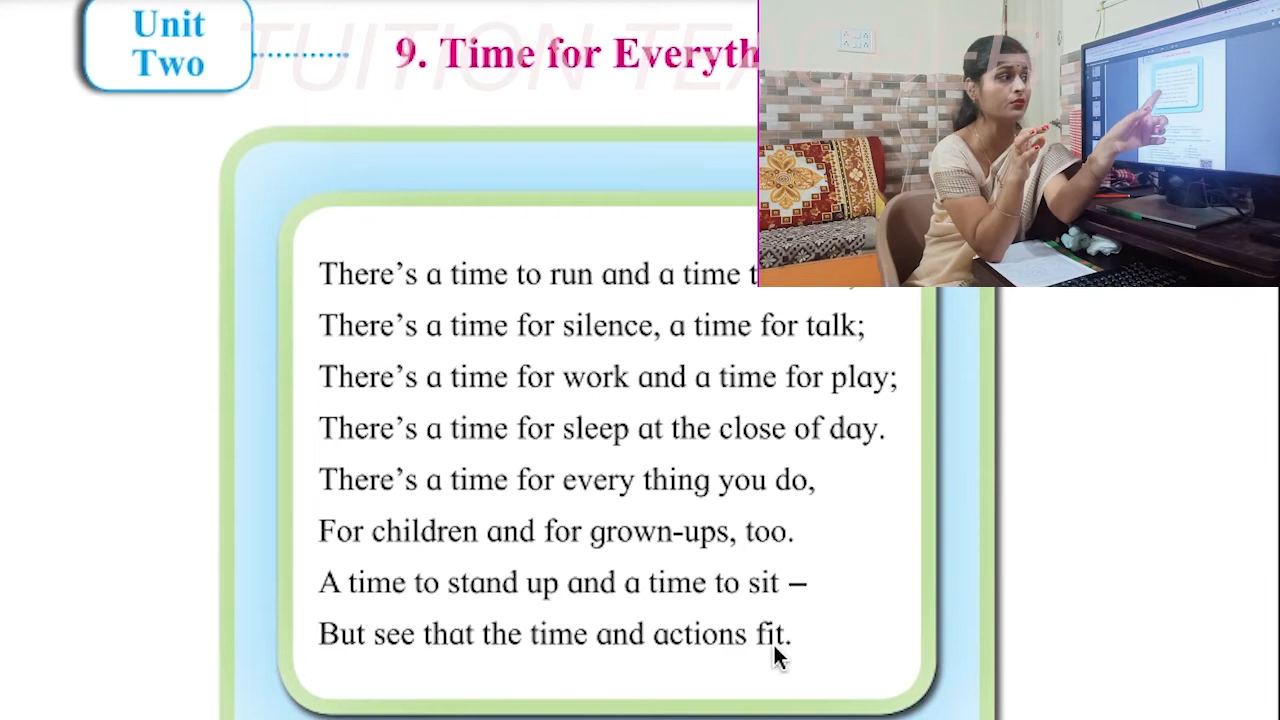 Unit
Two
9. Time for
TUITION
There's a time to run and a time
There's a time for silence, a time for talk;
There's a time for work and a time for play;
There's a time for sleep at the close of day.
There's a time for every thing you do,
For children and for grown-ups, too.
A time to stand up and a time to sit –
But see that the time and actions fit.